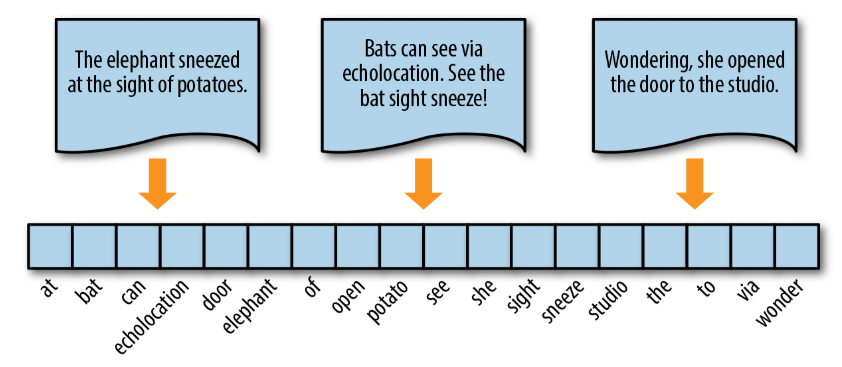 The elephant sneezed
at the sight of potatoes.
Bats can see via
echolocation. See the
bat sight sneeze!
Wondering, she opened
the door to the studio.
at
bat
can
echolocation
door
elephant
of
open
potato
see
she
sight
sneeze
studio
the
to
via
wonder